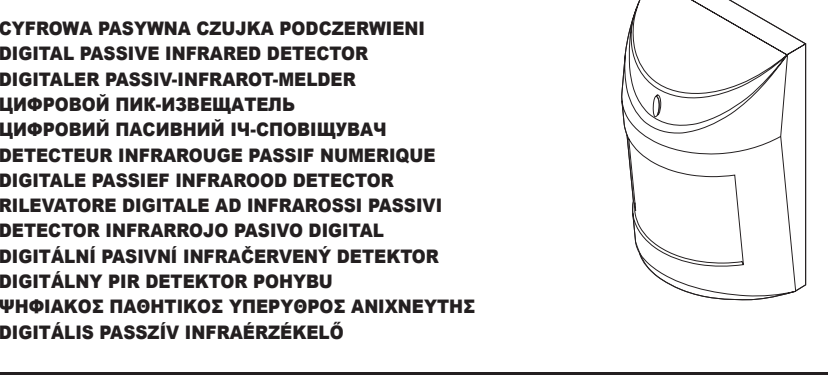 CYFROWA PASYWNA CZUJKA PODCZERWIENI
DIGITAL PASSIVE INFRARED DETECTOR
DIGITALER PASSIV-INFRAROT-MELDER
ЦИФРОВОЙ ПИК-ИЗВЕЩАТЕЛЬ
ЦИФРОВИЙ ПАСИВНИЙ ІЧ-СПОВІЩУВАЧ
DETECTEUR INFRAROUGE PASSIF NUMERIQUE
DIGITALE PASSIEF INFRAROOD DETECTOR
RILEVATORE DIGITALE AD INFRAROSSI PASSIVI
DETECTOR INFRARROJO PASIVO DIGITAL
DIGITÁLNÍ PASIVNÍ INFRAČERVENÝ DETEKTOR
DIGITÁLNY PIR DETEKTOR POHYBU
ΨΗΦΙΑΚΟΣ ΠΑΘΗΤΙΚΟΣ ΥΠΕΡΥΘΡΟΣ ΑΝΙΧΝΕΥΤΗΣ
DIGITÁLIS PASSZÍV INFRAÉRZÉKELŐ